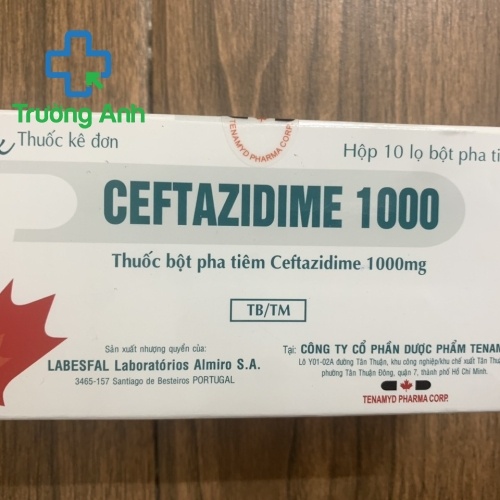 Trường Anh
TENAMYD PHARMA CORP.
Thuốc kê đơn
Hộp 10 lọ bột pha
CEFTAZIDIME 1000
Thuốc bột pha tiêm Ceftazidime 1000mg
TB/TM
Sản xuất nhượng quyền của:
LABESFAL Laboratórios Almiro S.A.
3465-157 Santiago de Besteiros PORTUGAL
Tại: CÔNG TY CỔ PHẦN DƯỢC PHẨM TENAM
Lô Y01-02A đường Tân Thuận, khu công nghiệp/khu chế xuất Tân
phường Tân Thuận Đông, quận 7, thành phố Hồ Chí Minh.
TENAMYD PHARMA CORP.